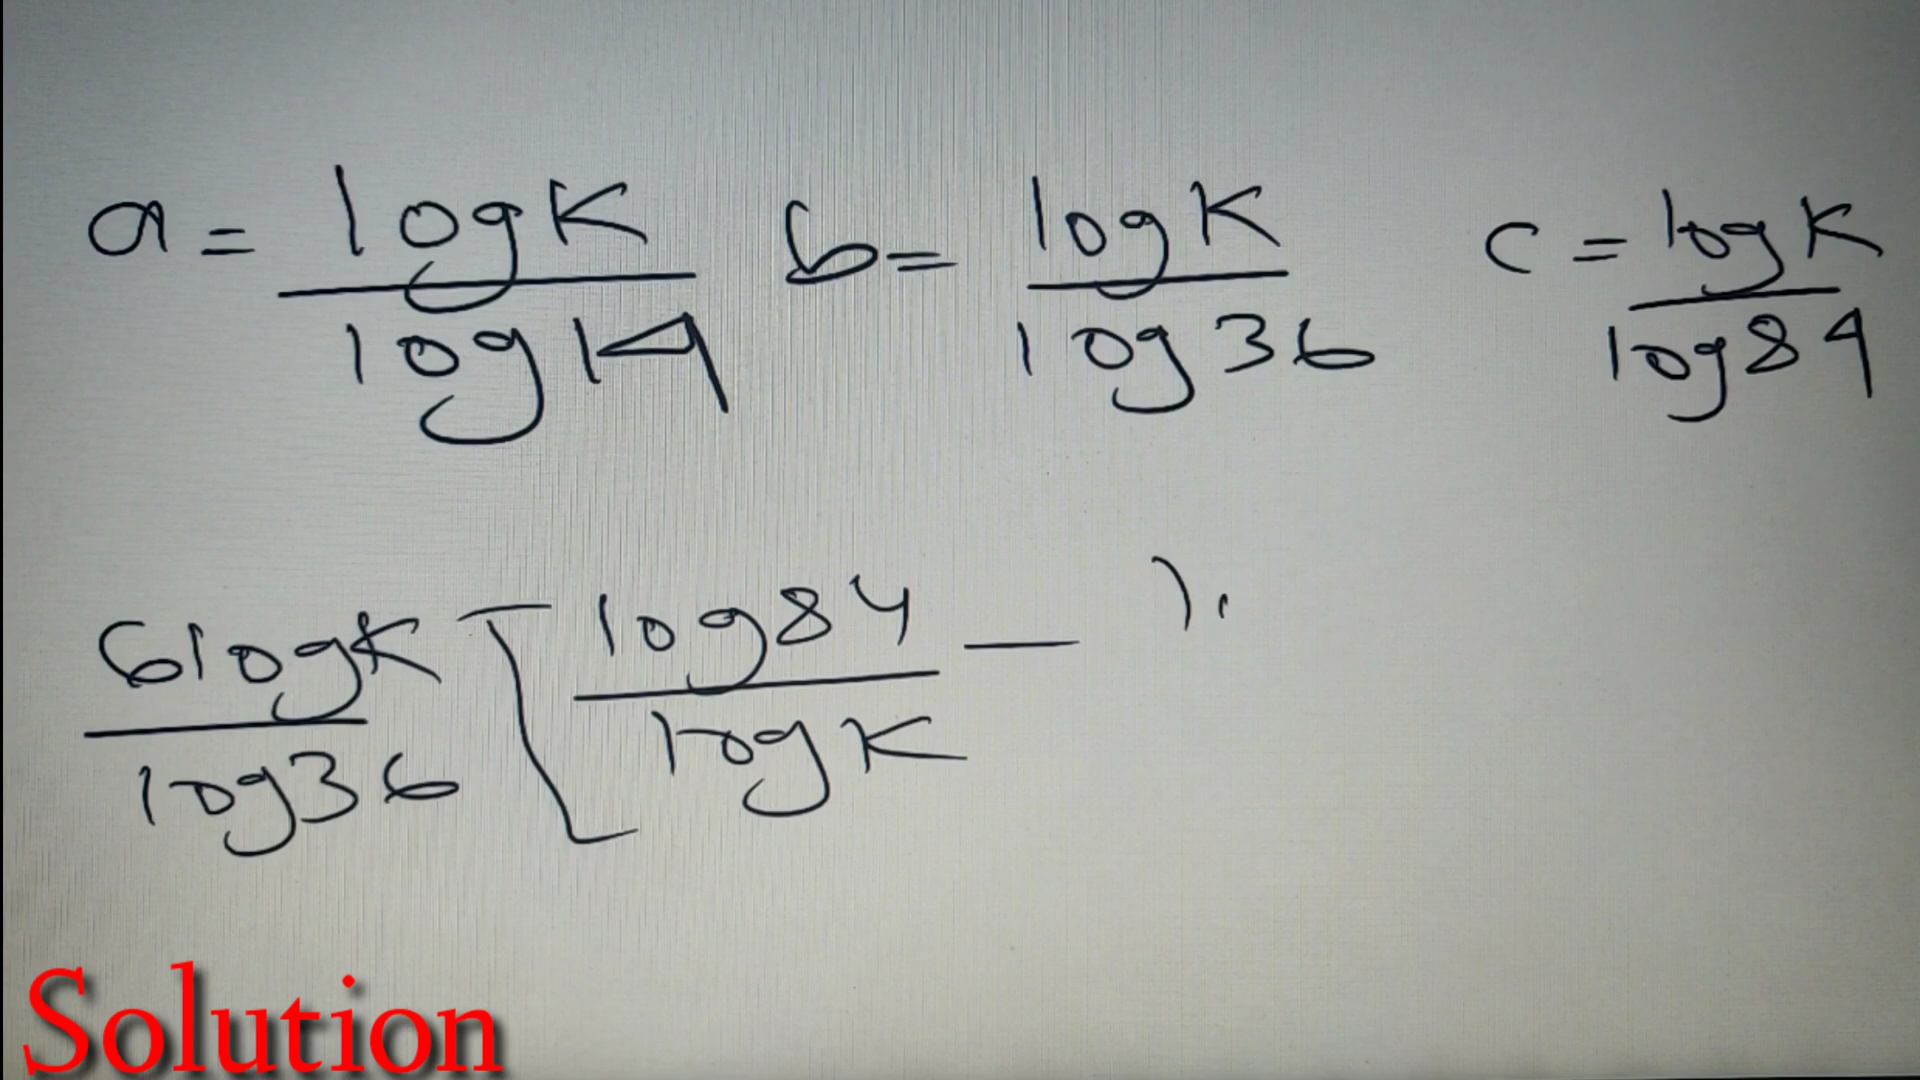 a = log K / log 14 b = log K / log 36 c = log K / log 84
6 log K / log 36 [ log 84 / log K —
Solution